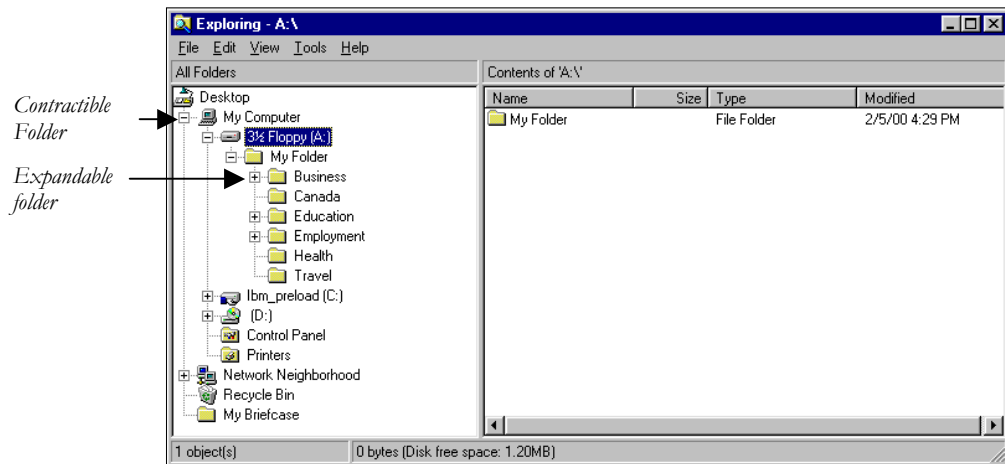 Exploring - A:\
File Edit View Tools Help
All Folders
Contents of 'A:\'
Contractible
Folder
Expandable
folder
Desktop
My Computer
3½ Floppy (A:)
My Folder
Business
Canada
Education
Employment
Health
Travel
Ibm_preload (C:)
(D:)
Control Panel
Printers
Network Neighborhood
Recycle Bin
My Briefcase
Name Size Type Modified
My Folder File Folder 2/5/00 4:29 PM
1 object(s) 0 bytes (Disk free space: 1.20MB)